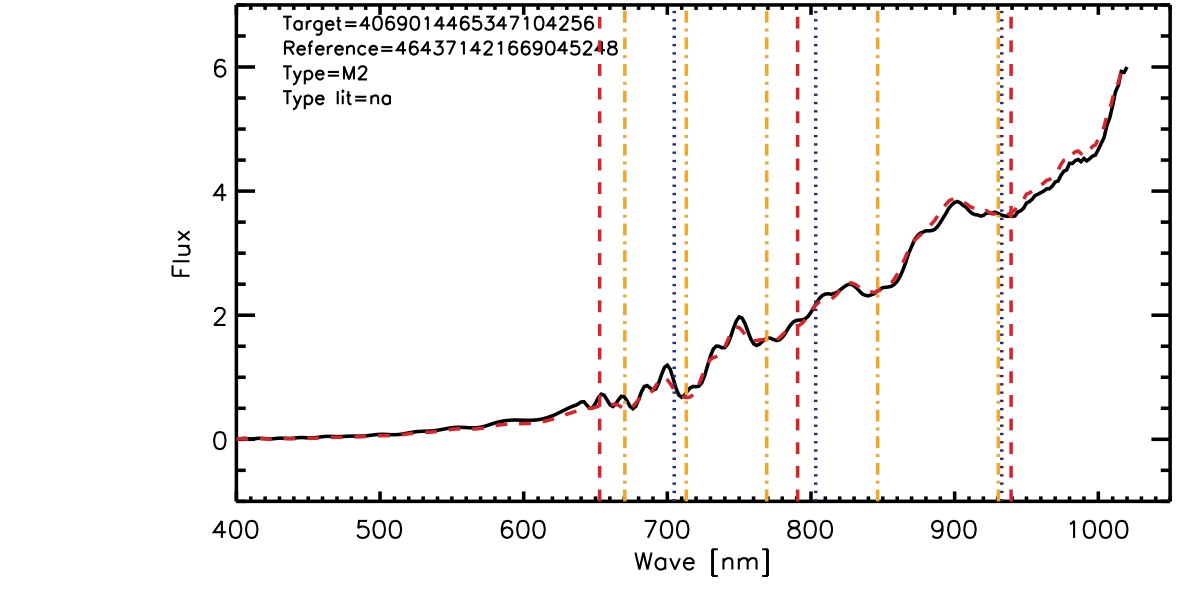 Target=4069014465347104256
Reference=464371421669045248
Type=M2
Type lit=na
6
4
2
0
Flux
400 500 600 700 800 900 1000
Wave [nm]